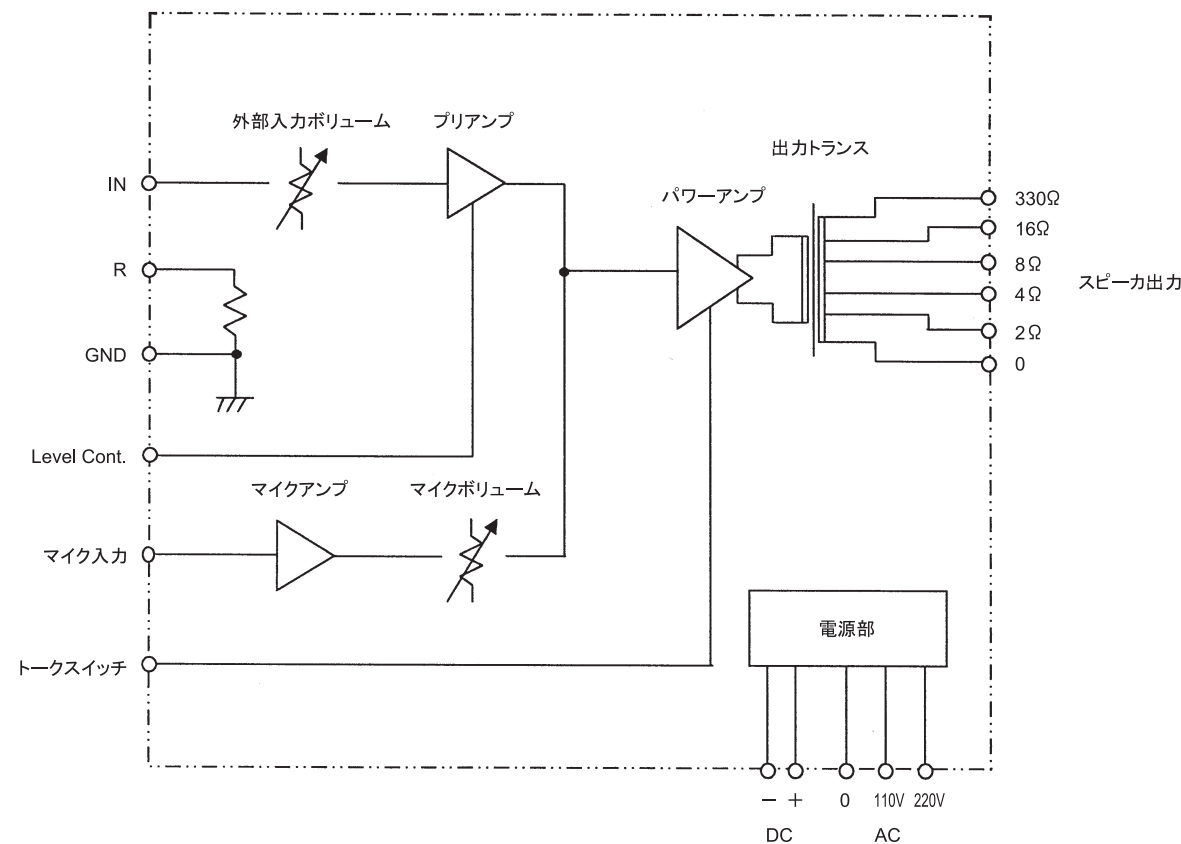 外部入力ボリューム
プリアンプ
出力トランス
パワーアンプ
IN
330Ω
16Ω
R
8Ω
スピーカ出力
4Ω
2Ω
GND
0
Level Cont.
マイクアンプ
マイクボリューム
マイク入力
電源部
トークスイッチ
− + 0 110V 220V
DC AC